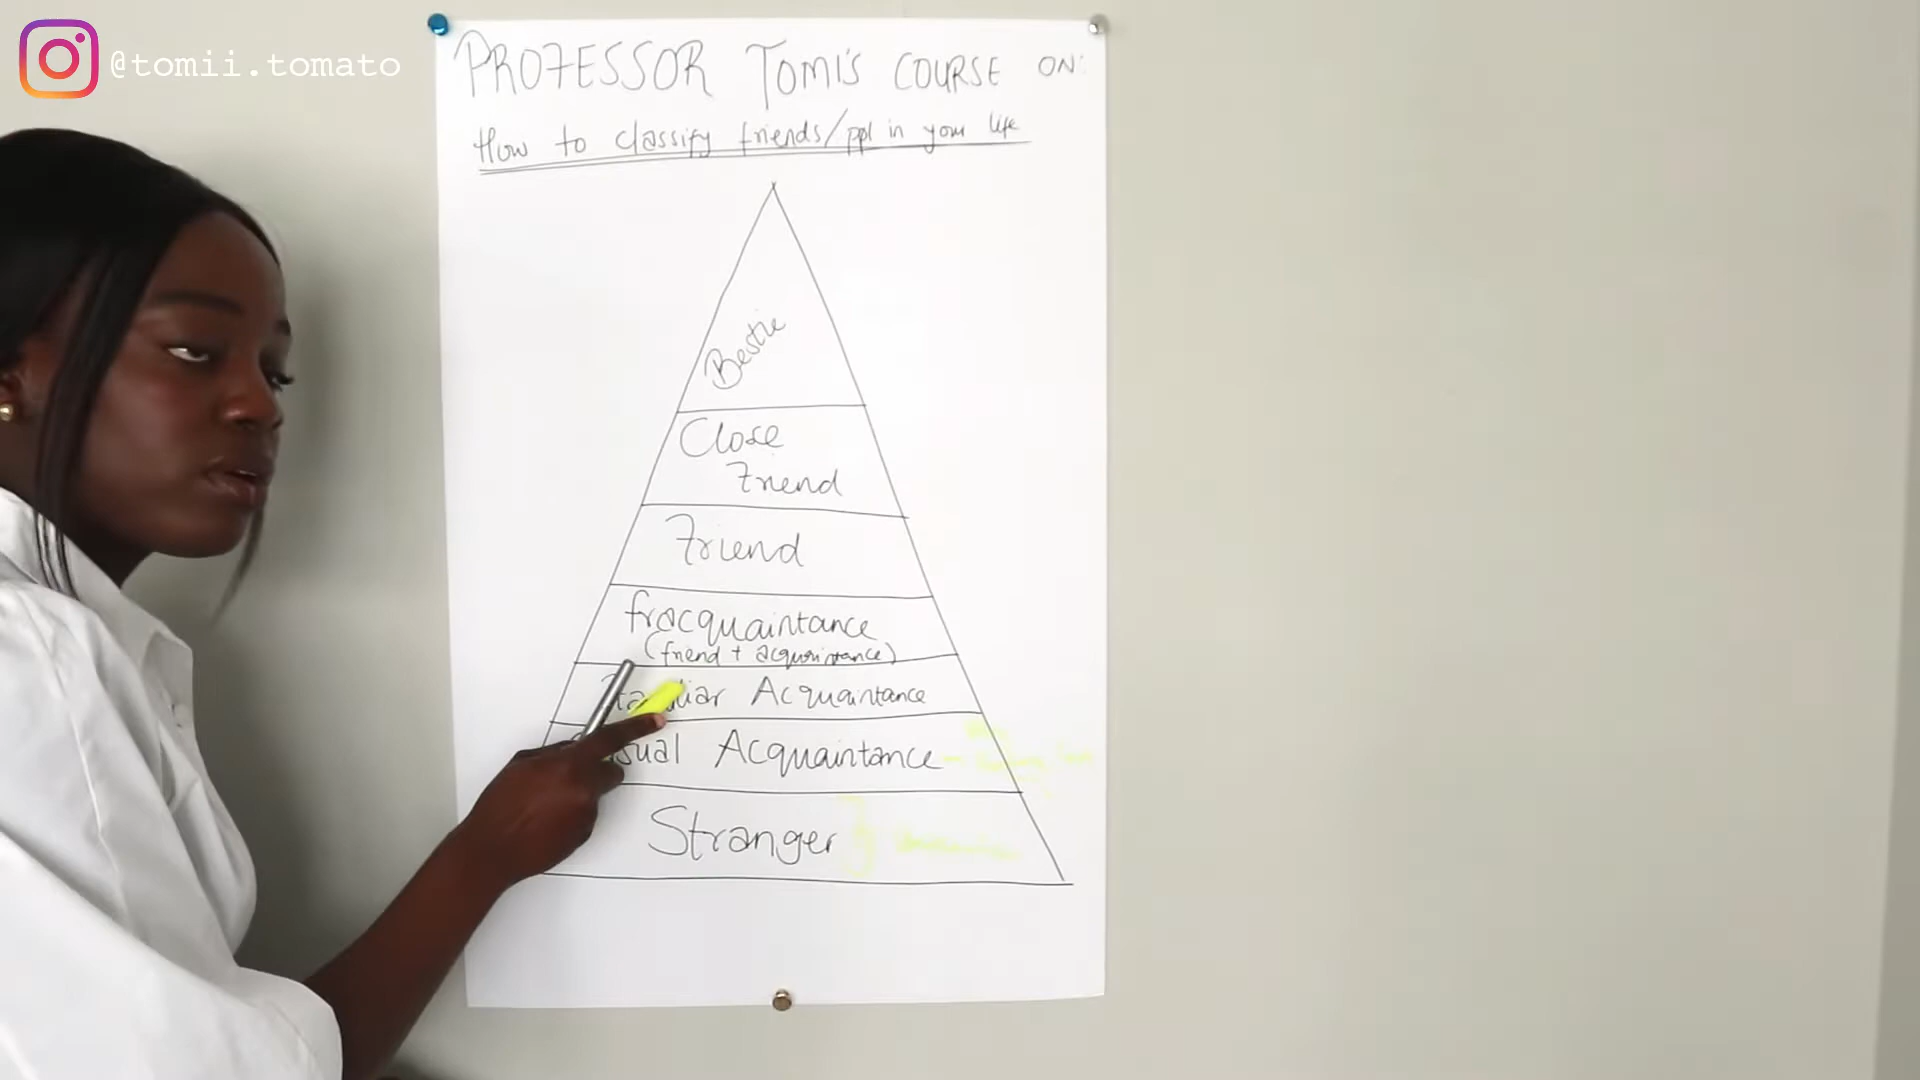 @tomii.tomato
PROFESSOR TOMI'S COURSE ON:
How to classify friends/ppl in your life
Bestie
Close
Friend
Friend
fracquaintance
(friend + acquaintance)
Acquaintance
Acquaintance
Stranger